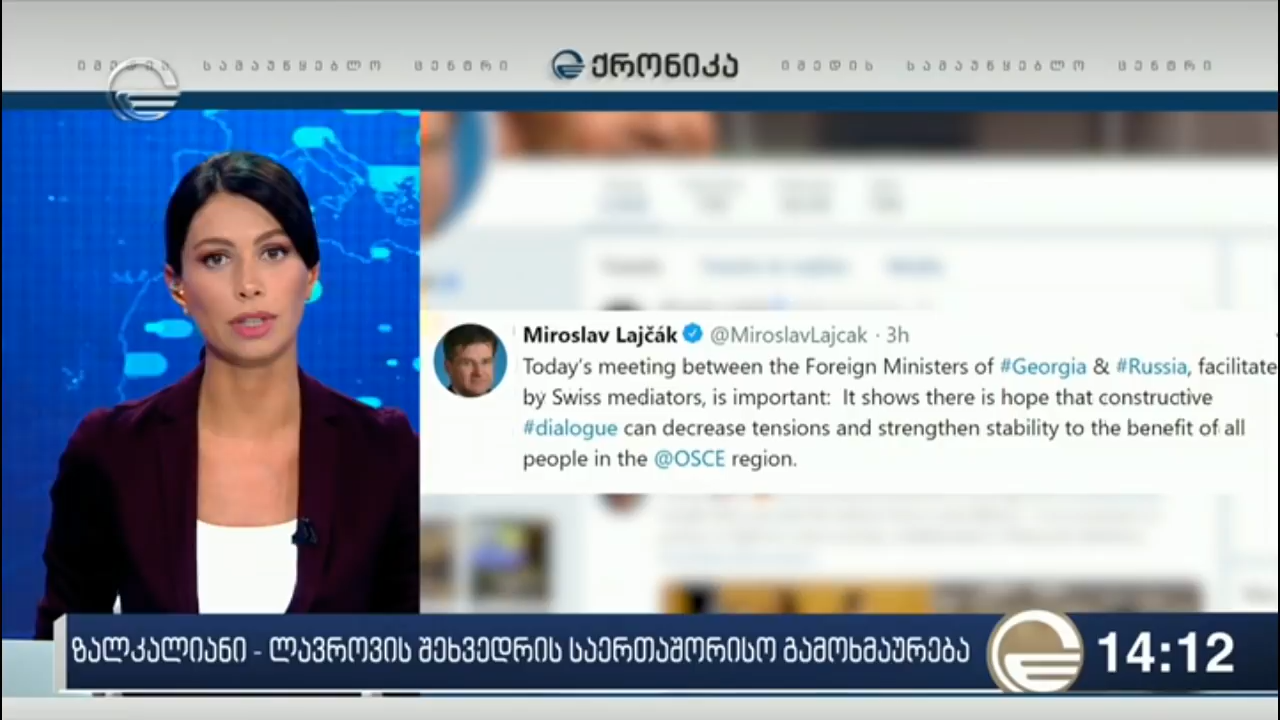 იმედის სამაუწყებლო ცენტრი ქრონიკა იმედის სამაუწყებლო ცენტრი
Miroslav Lajčák @MiroslavLajcak · 3h
Today's meeting between the Foreign Ministers of #Georgia & #Russia, facilitate
by Swiss mediators, is important: It shows there is hope that constructive
#dialogue can decrease tensions and strengthen stability to the benefit of all
people in the @OSCE region.
ზალკალიანი - ლავროვის შეხვედრის საერთაშორისო გამოხმაურება 14:12